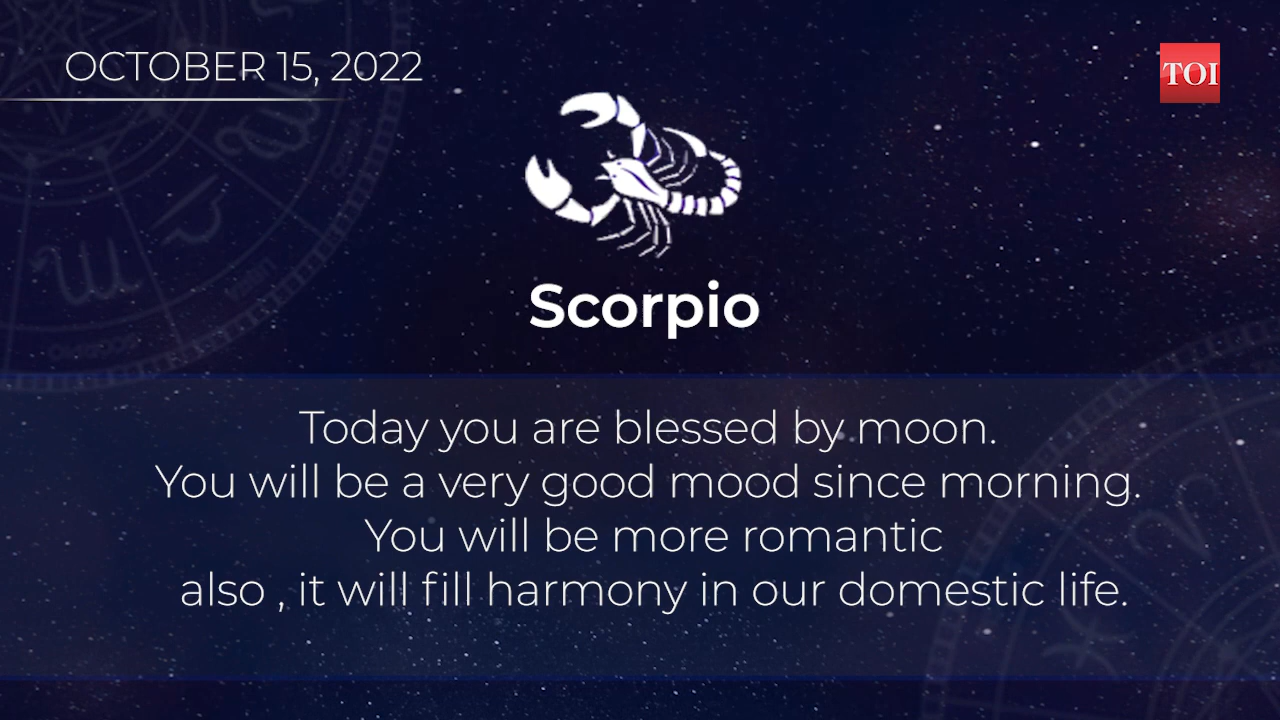 OCTOBER 15, 2022
TOI
Scorpio
Today you are blessed by moon.
You will be a very good mood since morning.
You will be more romantic
also , it will fill harmony in our domestic life.